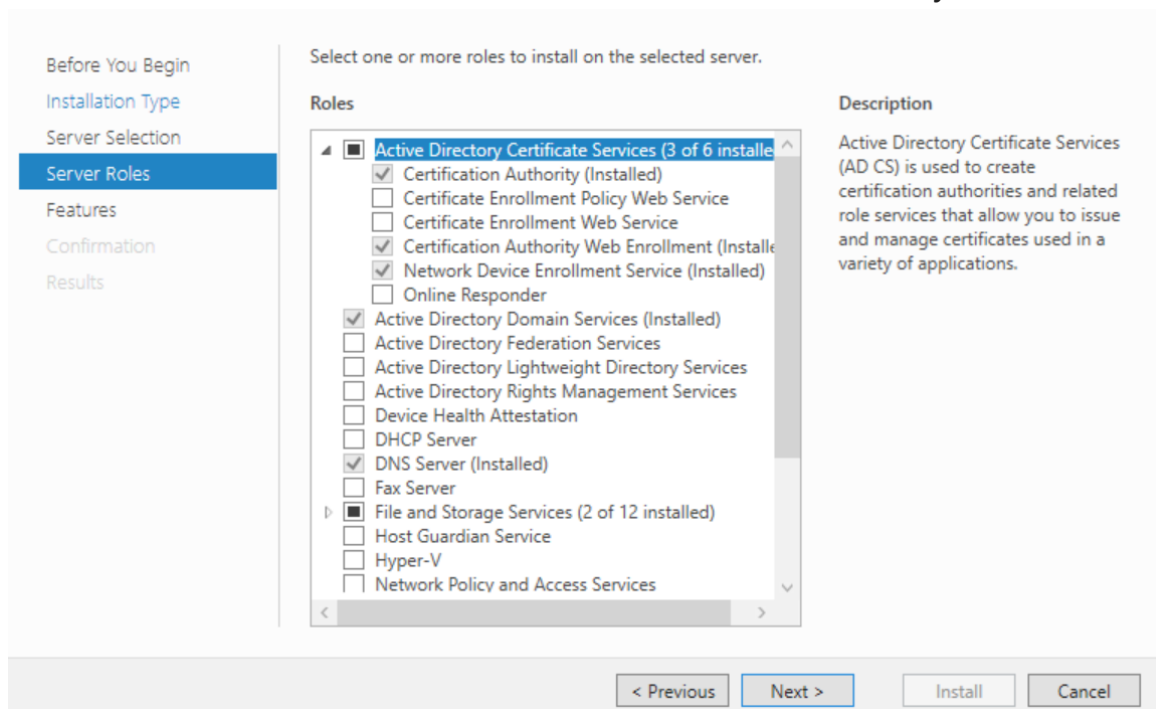 Before You Begin
Installation Type
Server Selection
Server Roles
Features
Confirmation
Results
Select one or more roles to install on the selected server.
Roles
Active Directory Certificate Services (3 of 6 installe
Certification Authority (Installed)
Certificate Enrollment Policy Web Service
Certificate Enrollment Web Service
Certification Authority Web Enrollment (Installe
Network Device Enrollment Service (Installed)
Online Responder
Active Directory Domain Services (Installed)
Active Directory Federation Services
Active Directory Lightweight Directory Services
Active Directory Rights Management Services
Device Health Attestation
DHCP Server
DNS Server (Installed)
Fax Server
File and Storage Services (2 of 12 installed)
Host Guardian Service
Hyper-V
Network Policy and Access Services
Description
Active Directory Certificate Services
(AD CS) is used to create
certification authorities and related
role services that allow you to issue
and manage certificates used in a
variety of applications.
< Previous
Next >
Install
Cancel